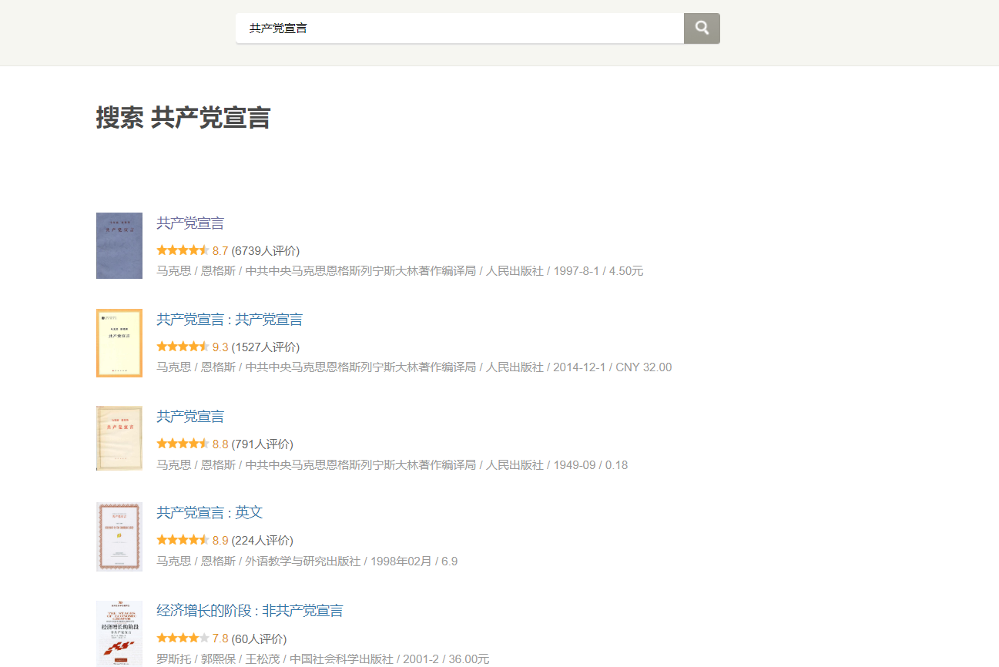 共产党宣言
搜索 共产党宣言
共产党宣言
8.7 (6739人评价)
马克思 / 恩格斯 / 中共中央马克思恩格斯列宁斯大林著作编译局 / 人民出版社 / 1997-8-1 / 4.50元
共产党宣言 : 共产党宣言
9.3 (1527人评价)
马克思 / 恩格斯 / 中共中央马克思恩格斯列宁斯大林著作编译局 / 人民出版社 / 2014-12-1 / CNY 32.00
共产党宣言
8.8 (791人评价)
马克思 / 恩格斯 / 中共中央马克思恩格斯列宁斯大林著作编译局 / 人民出版社 / 1949-09 / 0.18
共产党宣言 : 英文
8.9 (224人评价)
马克思 / 恩格斯 / 外语教学与研究出版社 / 1998年02月 / 6.9
THE STAGES
OF ECONOMIC
GROWTH
经济增长的阶段
经济增长的阶段 : 非共产党宣言
7.8 (60人评价)
罗斯托 / 郭熙保 / 王松茂 / 中国社会科学出版社 / 2001-2 / 36.00元